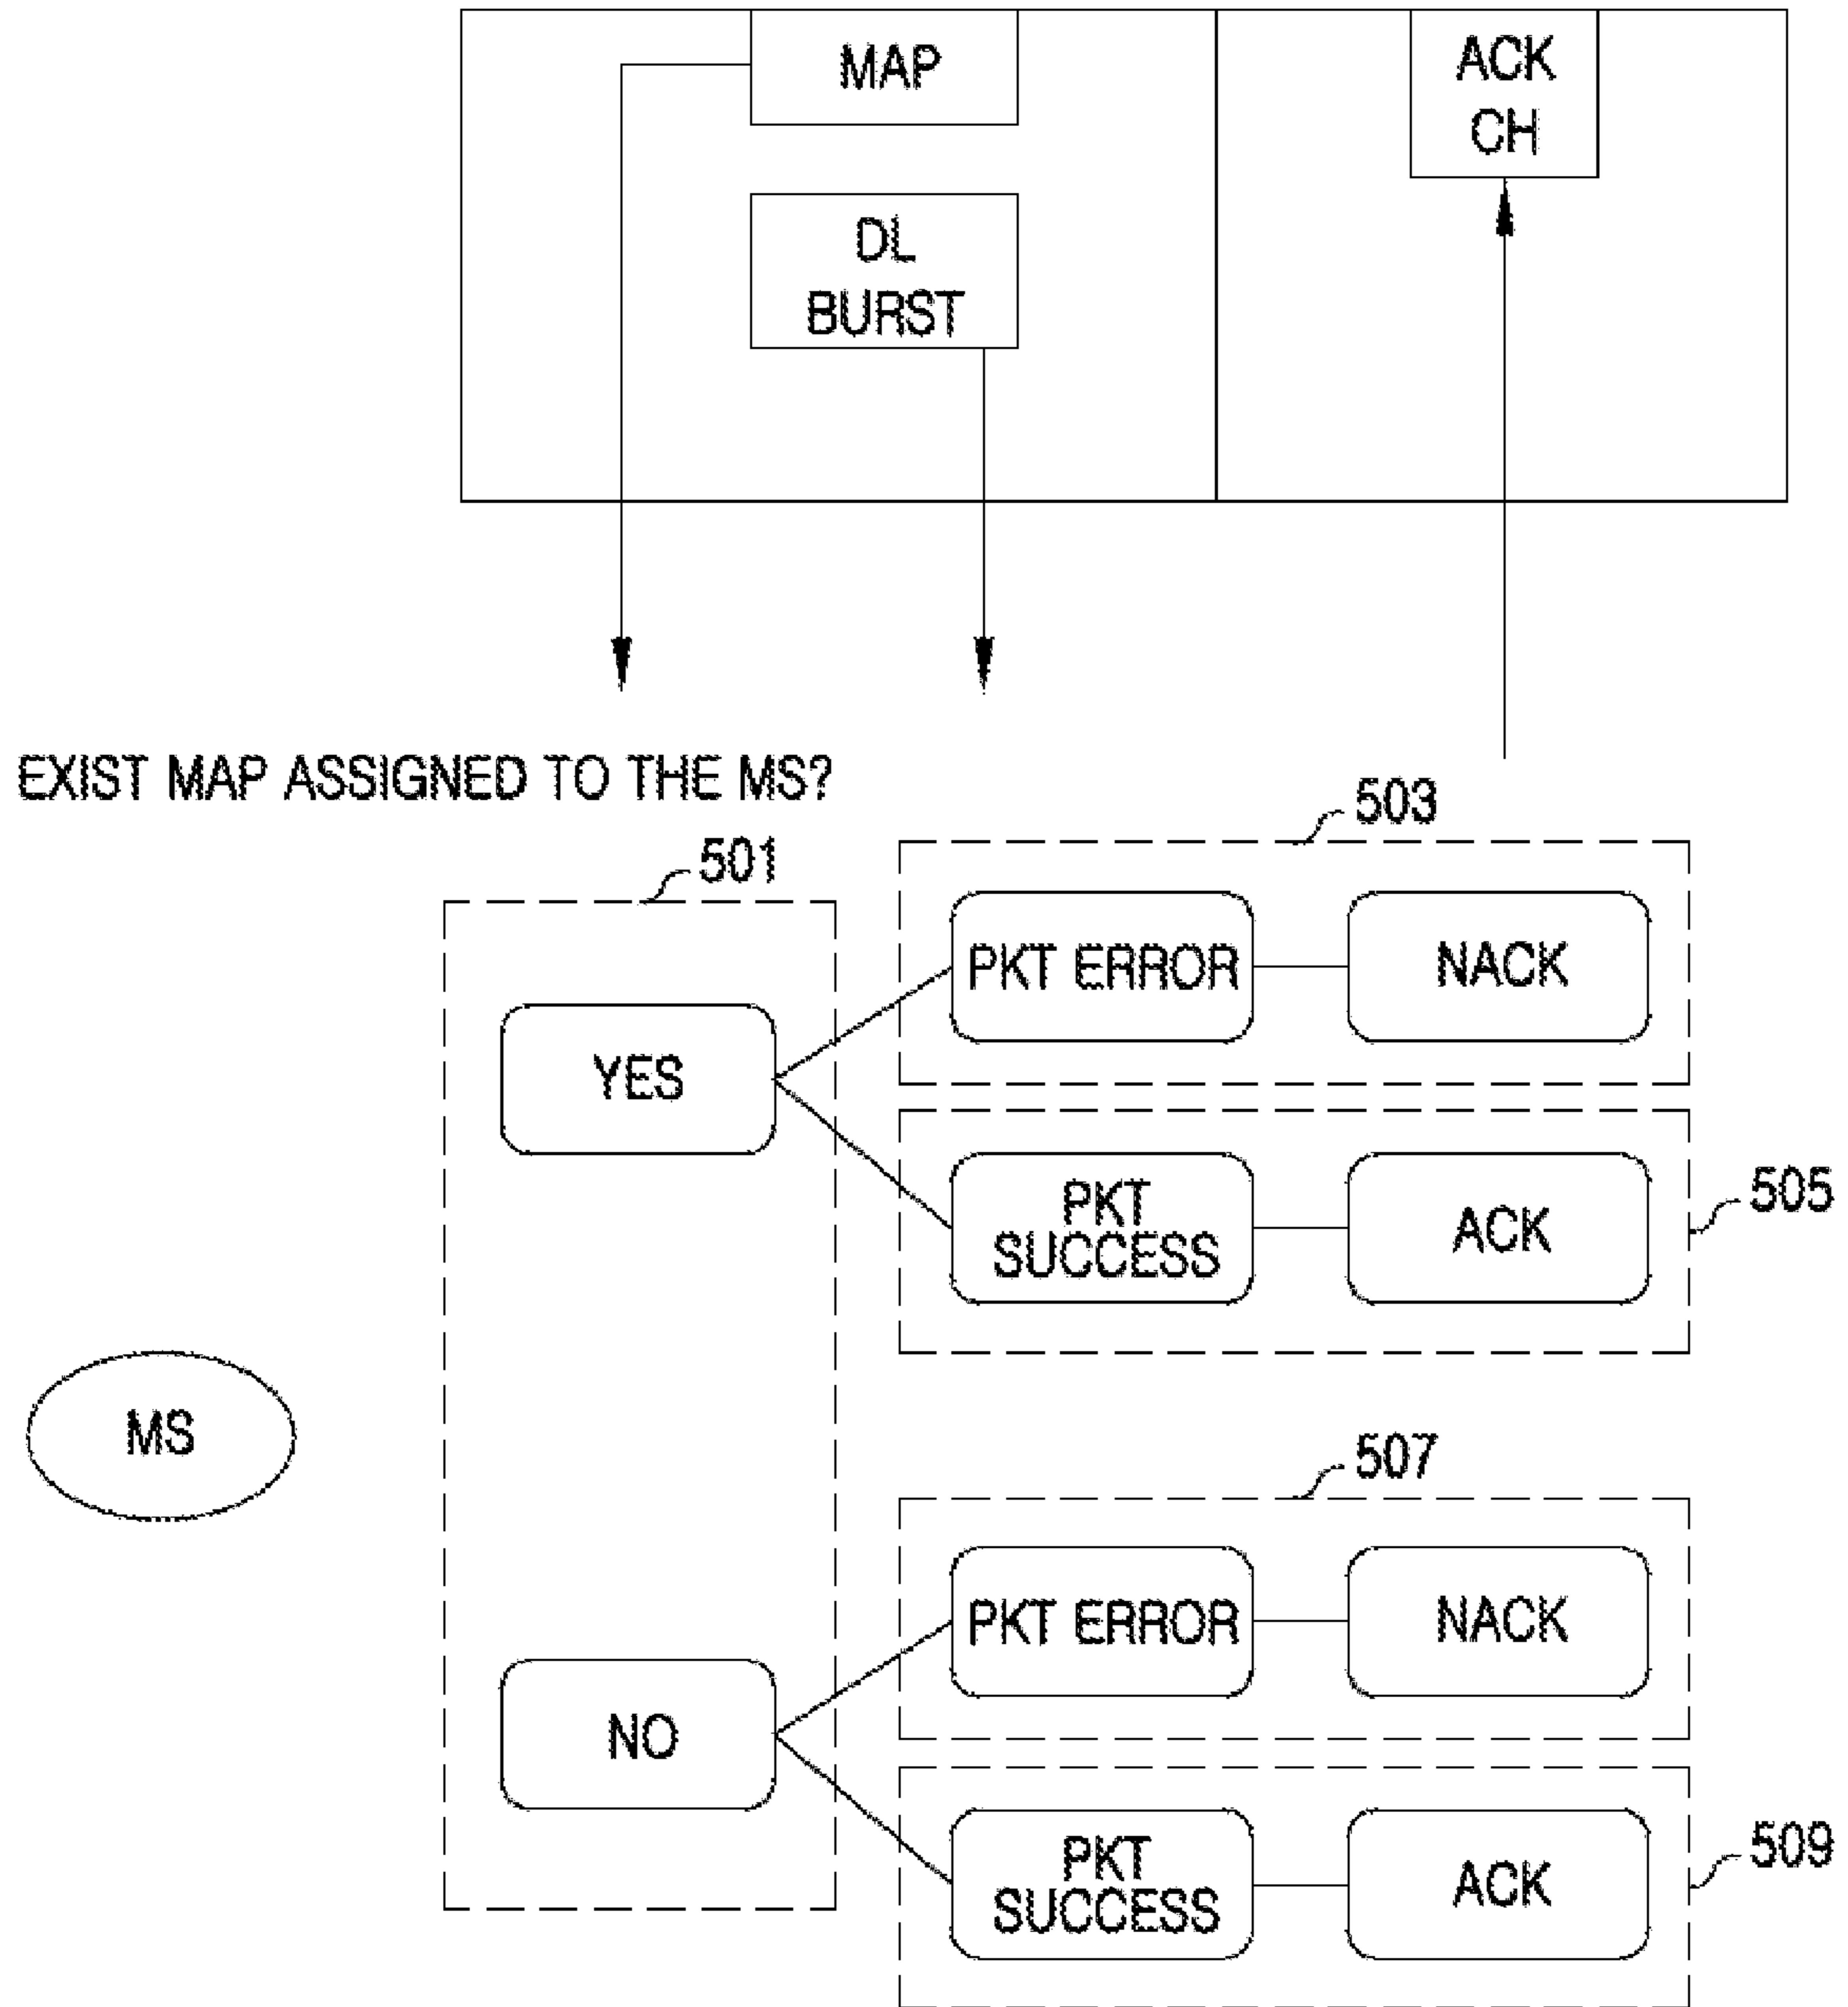 MAP
ACK
CH
DL
BURST
EXIST MAP ASSIGNED TO THE MS?
503
501
PKT ERROR
NACK
YES
505
PKT
SUCCESS
ACK
MS
507
PKT ERROR
NACK
NO
509
PKT
SUCCESS
ACK